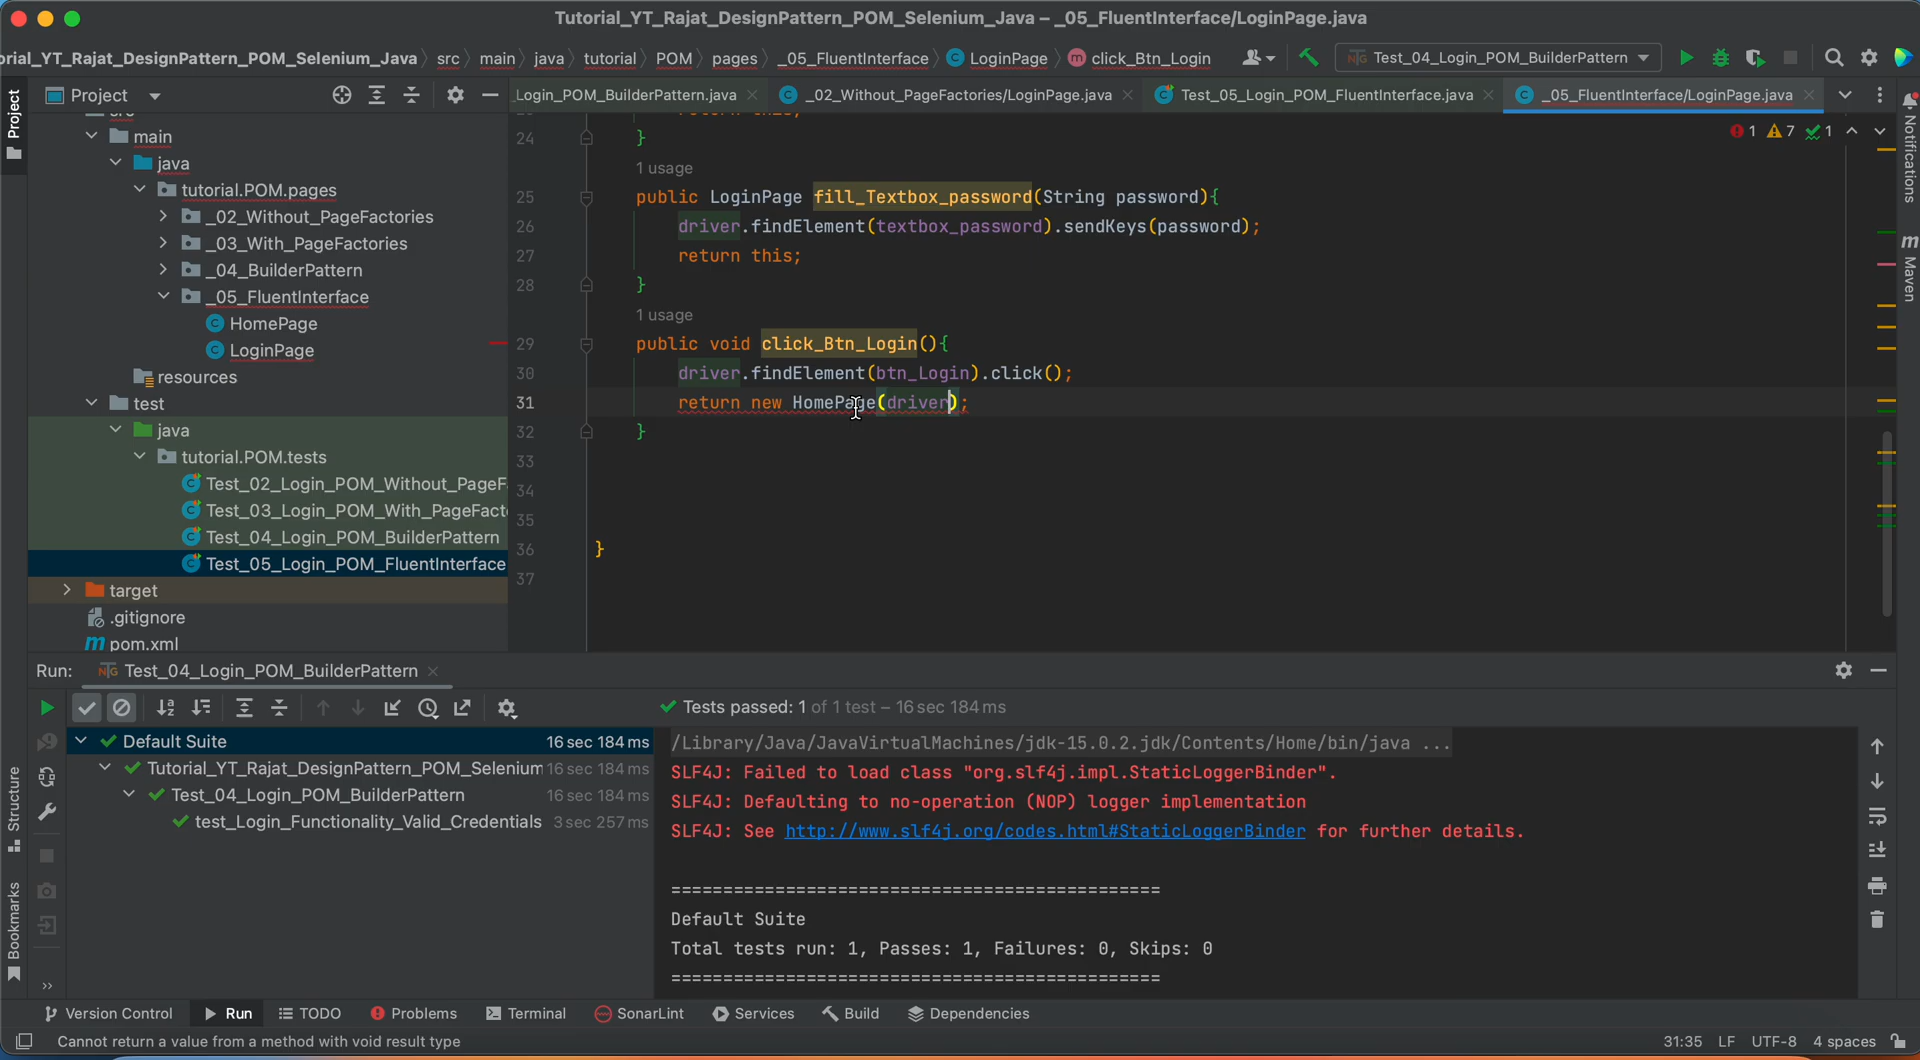 Tutorial_YT_Rajat_DesignPattern_POM_Selenium_Java – _05_FluentInterface/LoginPage.java
orial_YT_Rajat_DesignPattern_POM_Selenium_Java src main java tutorial POM pages _05_FluentInterface LoginPage click_Btn_Login Test_04_Login_POM_BuilderPattern
Project
Project
_Login_POM_BuilderPattern.java
_02_Without_PageFactories/LoginPage.java
Test_05_Login_POM_FluentInterface.java
_05_FluentInterface/LoginPage.java
Notifications
Maven
src
main
java
tutorial.POM.pages
_02_Without_PageFactories
_03_With_PageFactories
_04_BuilderPattern
_05_FluentInterface
HomePage
LoginPage
resources
test
java
tutorial.POM.tests
Test_02_Login_POM_Without_PageF
Test_03_Login_POM_With_PageFact
Test_04_Login_POM_BuilderPattern
Test_05_Login_POM_FluentInterface
target
.gitignore
pom.xml
1 7 1
return this;
24 }
1 usage
25 public LoginPage fill_Textbox_password(String password){
26 driver.findElement(textbox_password).sendKeys(password);
27 return this;
28 }
1 usage
29 public void click_Btn_Login(){
30 driver.findElement(btn_Login).click();
31 return new HomePage(driver);
32 }
33
34
35
36 }
37
Run: Test_04_Login_POM_BuilderPattern
Tests passed: 1 of 1 test – 16 sec 184 ms
Default Suite 16 sec 184 ms
Tutorial_YT_Rajat_DesignPattern_POM_Selenium 16 sec 184 ms
Test_04_Login_POM_BuilderPattern 16 sec 184 ms
test_Login_Functionality_Valid_Credentials 3 sec 257 ms
/Library/Java/JavaVirtualMachines/jdk-15.0.2.jdk/Contents/Home/bin/java ...
SLF4J: Failed to load class "org.slf4j.impl.StaticLoggerBinder".
SLF4J: Defaulting to no-operation (NOP) logger implementation
SLF4J: See http://www.slf4j.org/codes.html#StaticLoggerBinder for further details.
===============================================
Default Suite
Total tests run: 1, Passes: 1, Failures: 0, Skips: 0
===============================================
Structure
Bookmarks
Version Control Run TODO Problems Terminal SonarLint Services Build Dependencies
Cannot return a value from a method with void result type 31:35 LF UTF-8 4 spaces